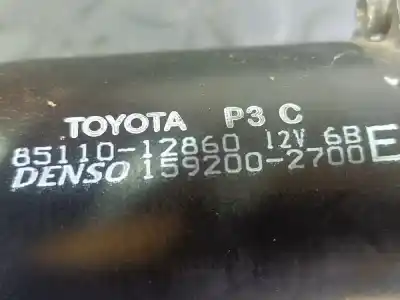 TOYOTA P3 C
85110-12860 12V 6B E
DENSO 159200-2700